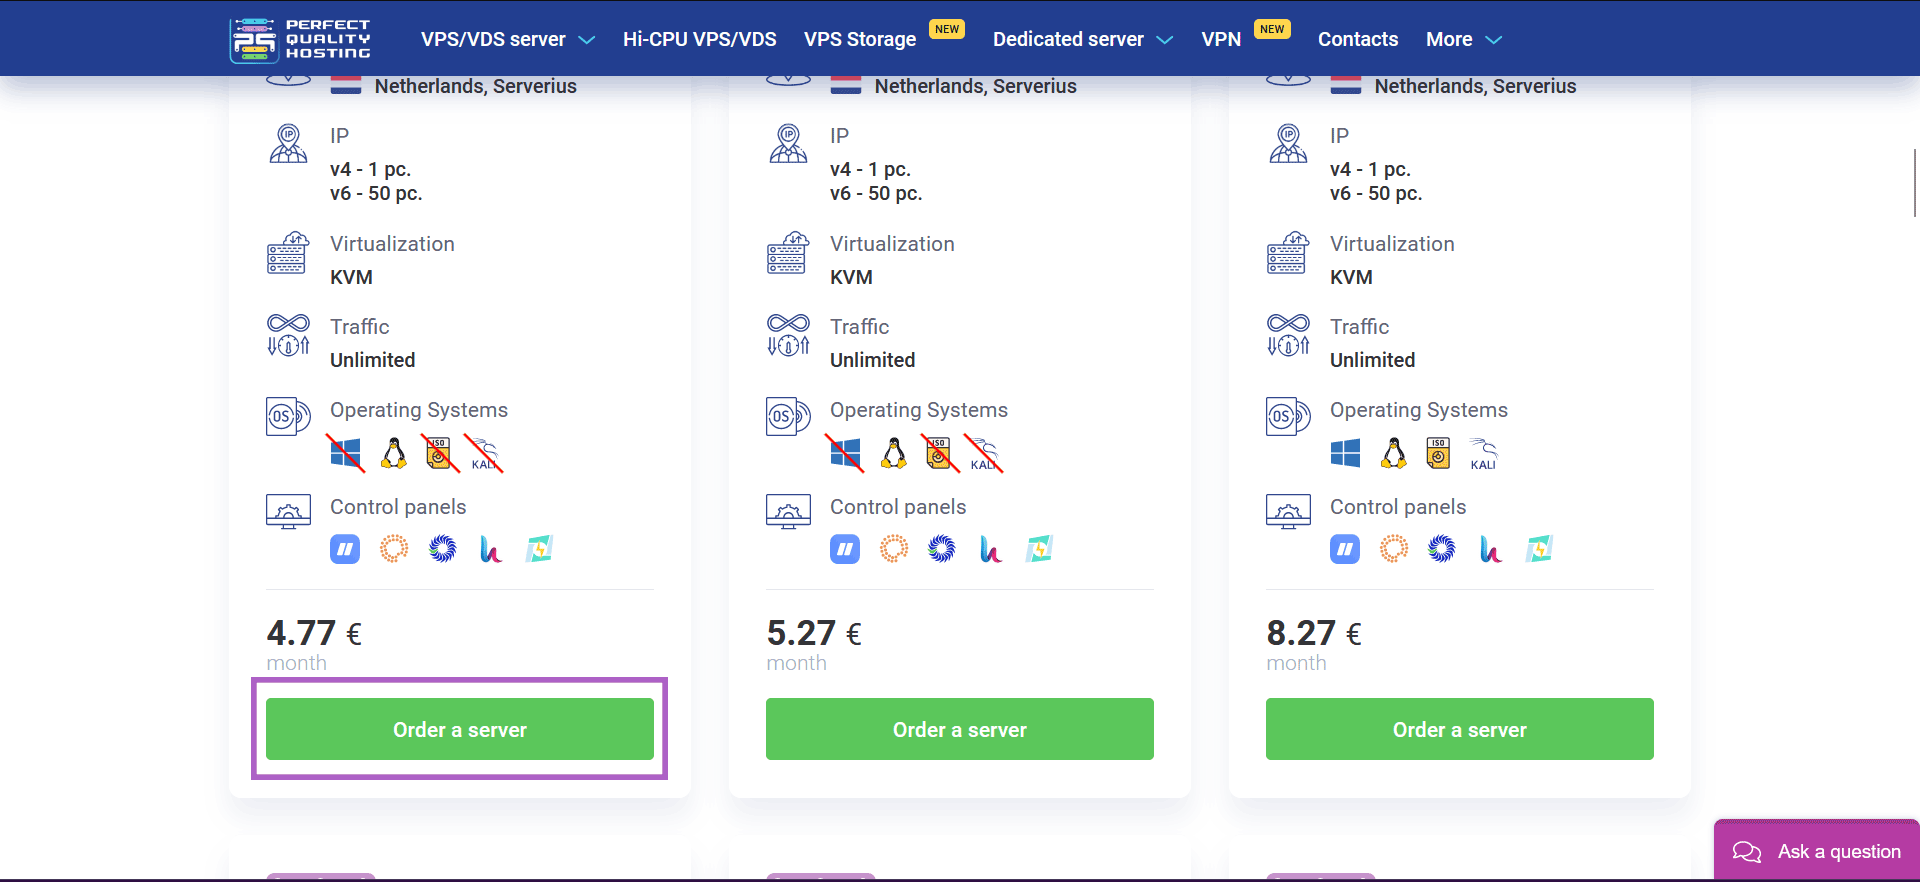 PERFECT
QUALITY
HOSTING
VPS/VDS server
Hi-CPU VPS/VDS
VPS Storage
NEW
Dedicated server
VPN
NEW
Contacts
More
Netherlands, Serverius
IP
v4 - 1 pc.
v6 - 50 pc.
Virtualization
KVM
Traffic
Unlimited
OS
Operating Systems
ISO
KALI
Control panels
4.77 €
month
Order a server
Netherlands, Serverius
IP
v4 - 1 pc.
v6 - 50 pc.
Virtualization
KVM
Traffic
Unlimited
OS
Operating Systems
ISO
KALI
Control panels
5.27 €
month
Order a server
Netherlands, Serverius
IP
v4 - 1 pc.
v6 - 50 pc.
Virtualization
KVM
Traffic
Unlimited
OS
Operating Systems
ISO
KALI
Control panels
8.27 €
month
Order a server
Ask a question